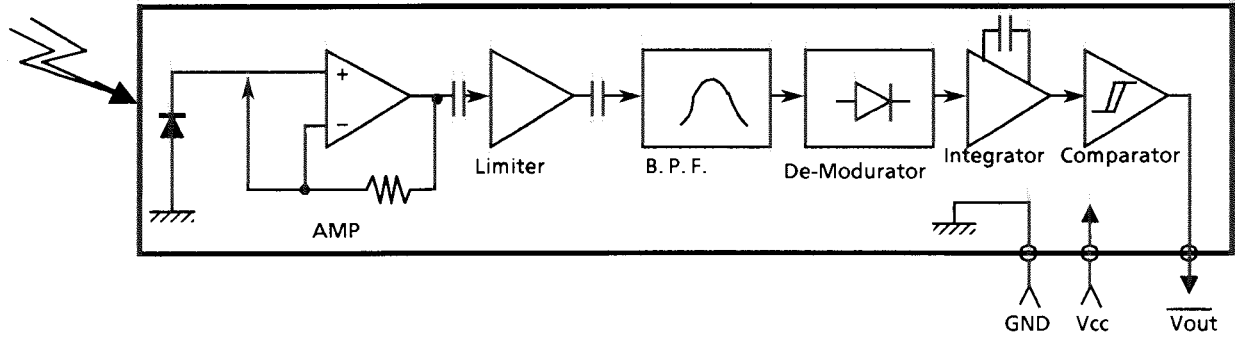 +
−
Limiter
B. P. F.
De-Modurator
Integrator
Comparator
AMP
GND
Vcc
Vout